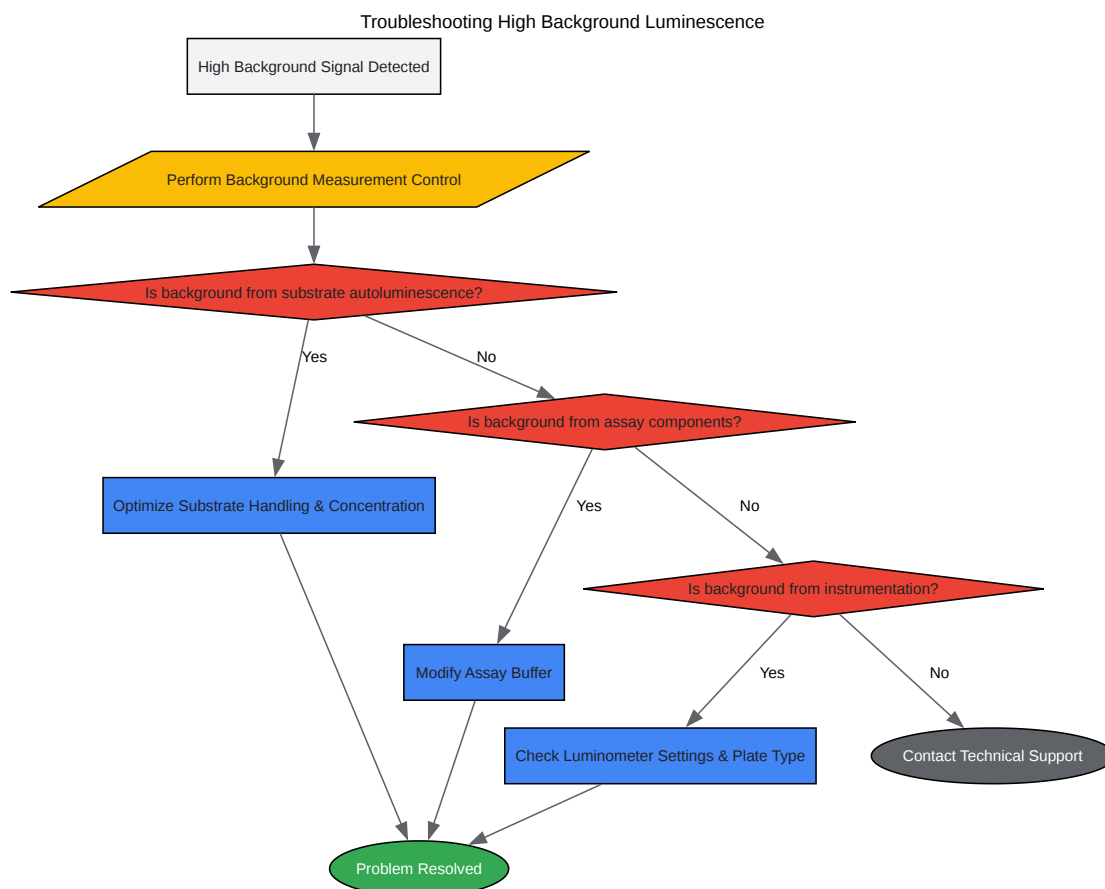 Troubleshooting High Background Luminescence
High Background Signal Detected
Perform Background Measurement Control
Is background from substrate autoluminescence?
Yes
No
Is background from assay components?
Optimize Substrate Handling & Concentration
Yes
No
Is background from instrumentation?
Modify Assay Buffer
Yes
No
Check Luminometer Settings & Plate Type
Contact Technical Support
Problem Resolved